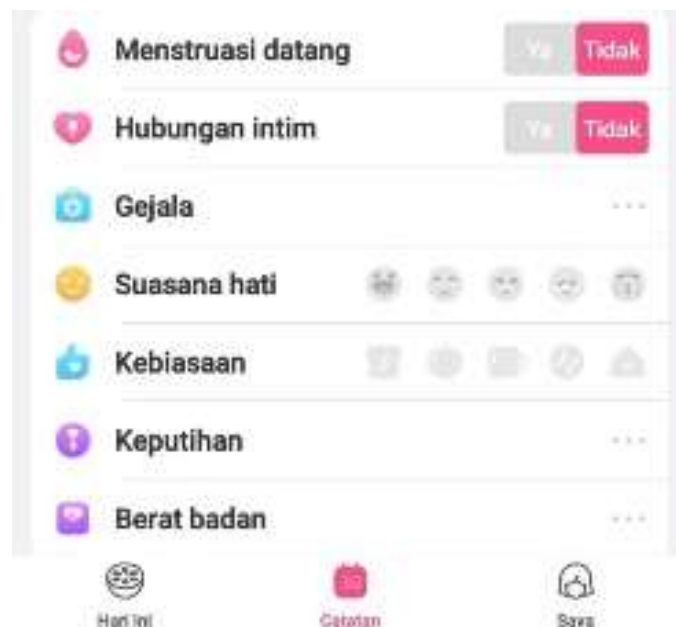 Menstruasi datang Ya Tidak
Hubungan intim Ya Tidak
Gejala
Suasana hati
Kebiasaan
Keputihan
Berat badan
Hari Ini Catatan Saya